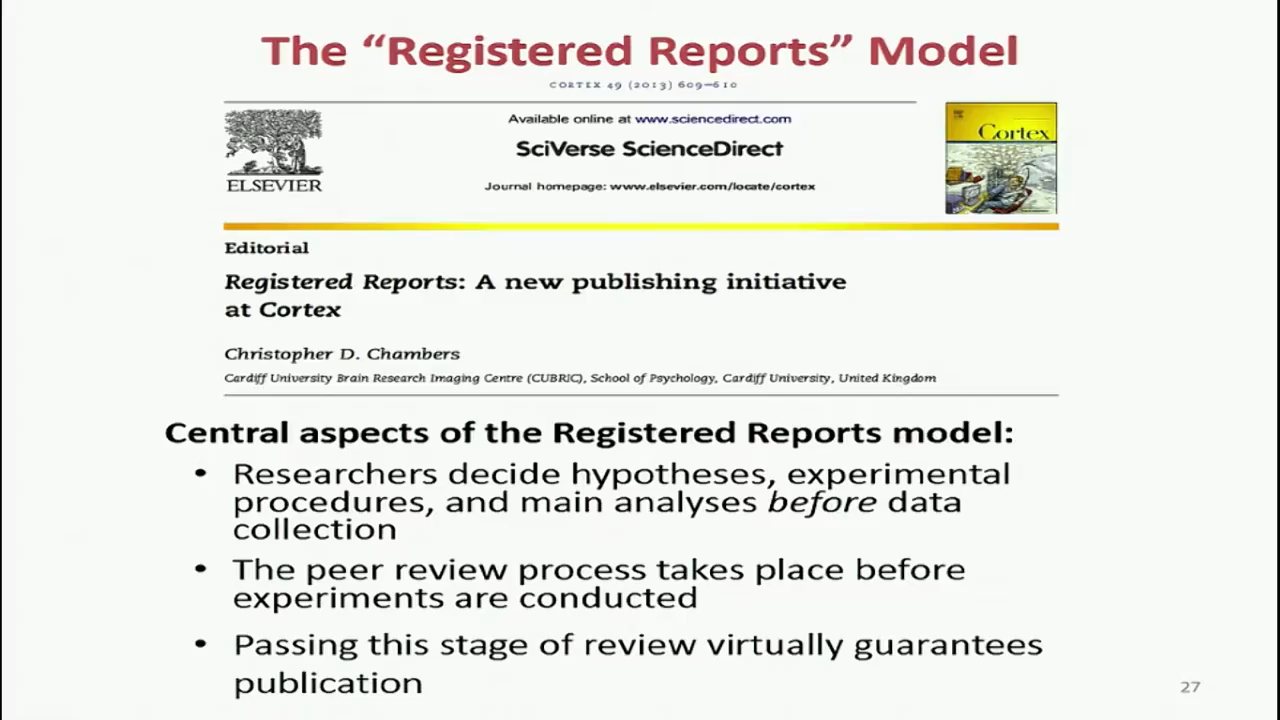 The “Registered Reports” Model
CORTEX 49 (2013) 609–610
Available online at www.sciencedirect.com
SciVerse ScienceDirect
ELSEVIER
Journal homepage: www.elsevier.com/locate/cortex
Cortex
Editorial
Registered Reports: A new publishing initiative
at Cortex
Christopher D. Chambers
Cardiff University Brain Research Imaging Centre (CUBRIC), School of Psychology, Cardiff University, United Kingdom
Central aspects of the Registered Reports model:
• Researchers decide hypotheses, experimental
procedures, and main analyses before data
collection
• The peer review process takes place before
experiments are conducted
• Passing this stage of review virtually guarantees
publication
27